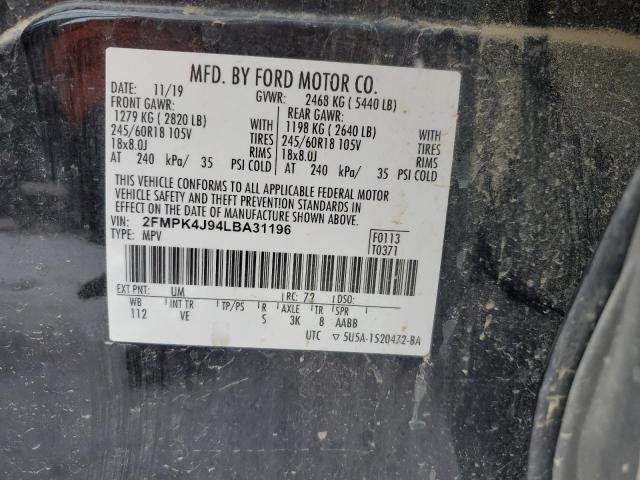 MFD. BY FORD MOTOR CO.
DATE: 11/19 GVWR: 2468 KG ( 5440 LB)
FRONT GAWR: REAR GAWR:
1279 KG ( 2820 LB) WITH 1198 KG ( 2640 LB) WITH
245/60R18 105V TIRES 245/60R18 105V TIRES
18x8.0J RIMS 18x8.0J RIMS
AT 240 kPa/ 35 PSI COLD AT 240 kPa/ 35 PSI COLD
THIS VEHICLE CONFORMS TO ALL APPLICABLE FEDERAL MOTOR
VEHICLE SAFETY AND THEFT PREVENTION STANDARDS IN
EFFECT ON THE DATE OF MANUFACTURE SHOWN ABOVE.
VIN: 2FMPK4J94LBA31196
TYPE: MPV
F0113
T0371
EXT PNT: UM RC: 72 DSO:
WB INT TR TP/PS R AXLE TR SPR
112 VE 5 3K 8 AABB
UTC ▽ 5U5A-1520472-BA